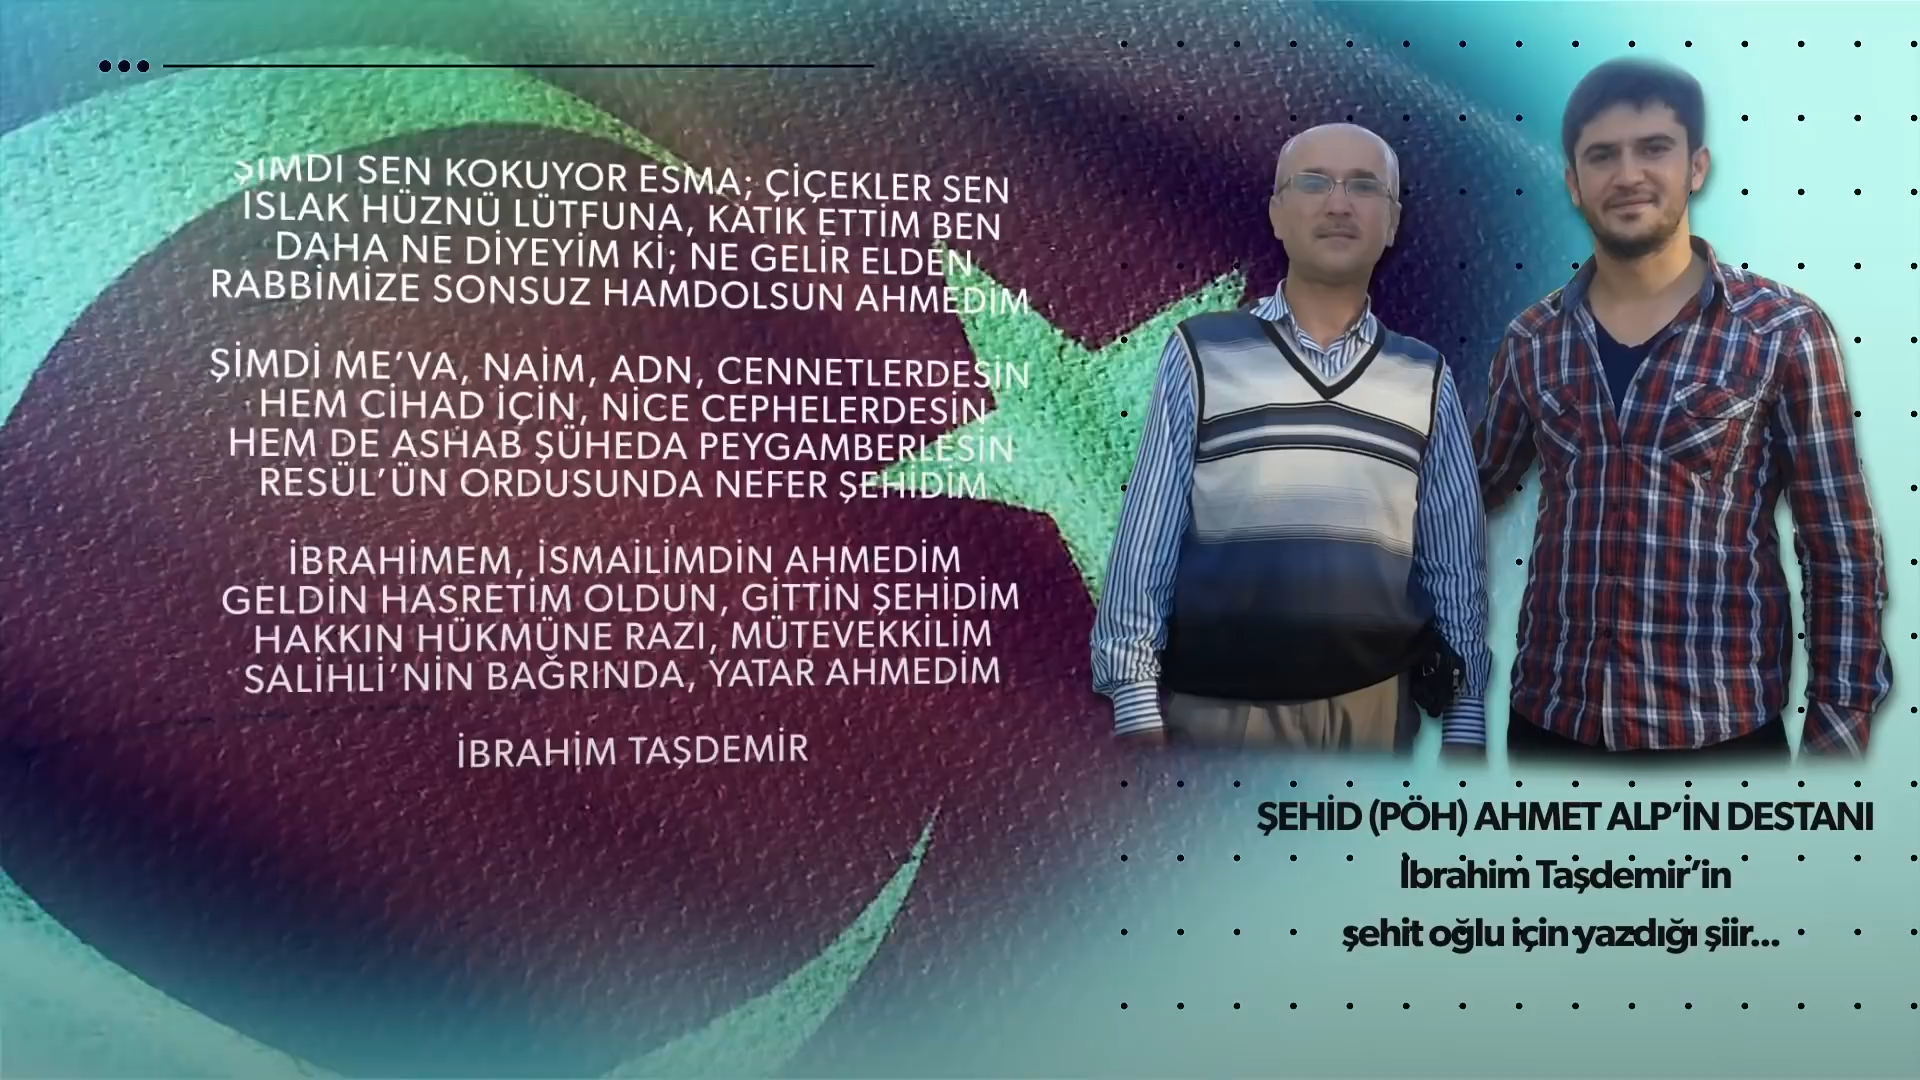 ŞİMDİ SEN KOKUYOR ESMA; ÇİÇEKLER SEN
ISLAK HÜZNÜ LÜTFUNA, KATIK ETTİM BEN
DAHA NE DİYEYİM Kİ; NE GELİR ELDEN
RABBİMİZE SONSUZ HAMDOLSUN AHMEDİM
ŞİMDİ ME'VA, NAİM, ADN, CENNETLERDESİN
HEM CİHAD İÇİN, NİCE CEPHELERDESİN
HEM DE ASHAB ŞÜHEDA PEYGAMBERLESİN
RESÜL'ÜN ORDUSUNDA NEFER ŞEHİDİM
İBRAHİMEM, İSMAİLİMDİN AHMEDİM
GELDİN HASRETİM OLDUN, GİTTİN ŞEHİDİM
HAKKIN HÜKMÜNE RAZI, MÜTEVEKKİLİM
SALİHLİ'NİN BAĞRINDA, YATAR AHMEDİM
İBRAHİM TAŞDEMİR
ŞEHİD (PÖH) AHMET ALP'İN DESTANI
İbrahim Taşdemir'in
şehit oğlu için yazdığı şiir...